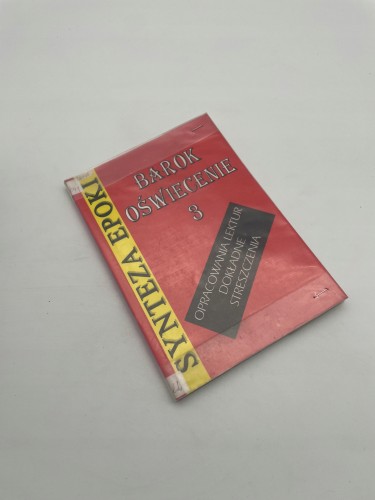 SYNTEZA EPOKI
BAROK
OŚWIECENIE
3
OPRACOWANIA LEKTUR
DOKŁADNE
STRESZCZENIA